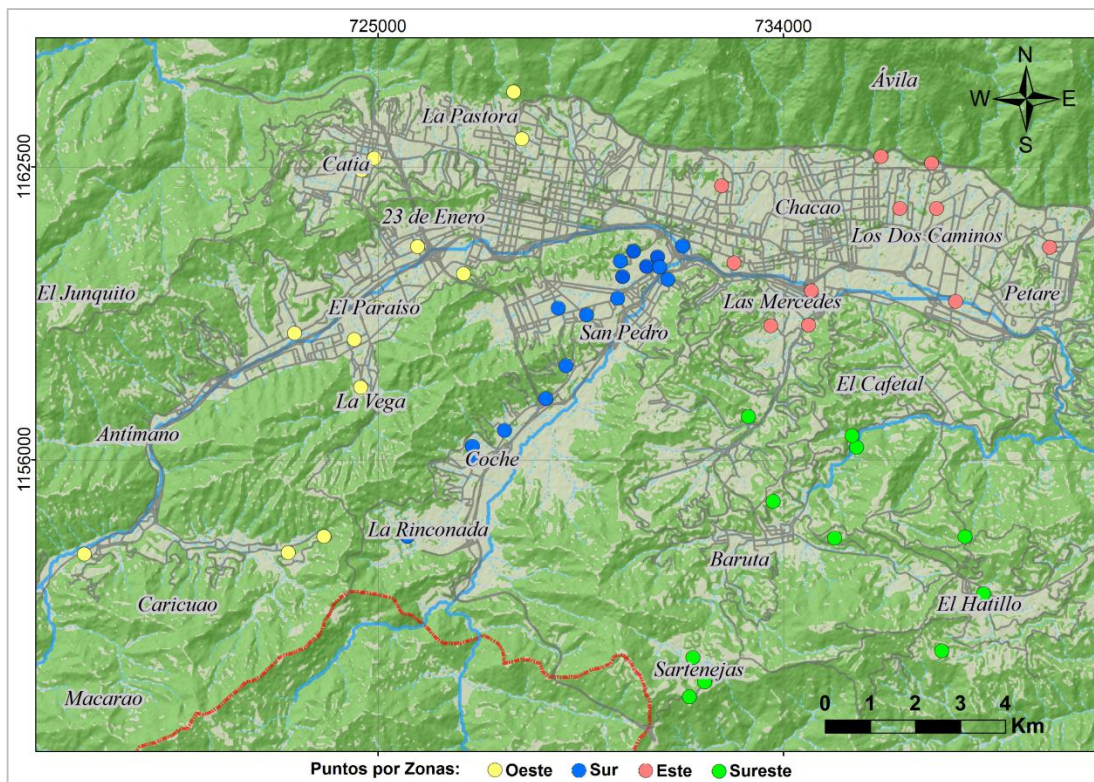 725000 734000
Ávila
N
W E
S
La Pastora
1162500
Catia
Chacao
23 de Enero
Los Dos Caminos
El Junquito
Petare
El Paraíso
Las Mercedes
San Pedro
El Cafetal
La Vega
Antímano
1156000
Coche
La Rinconada
Baruta
Caricuao
El Hatillo
Sartenejas
Macarao
0 1 2 3 4
Km
Puntos por Zonas: Oeste Sur Este Sureste